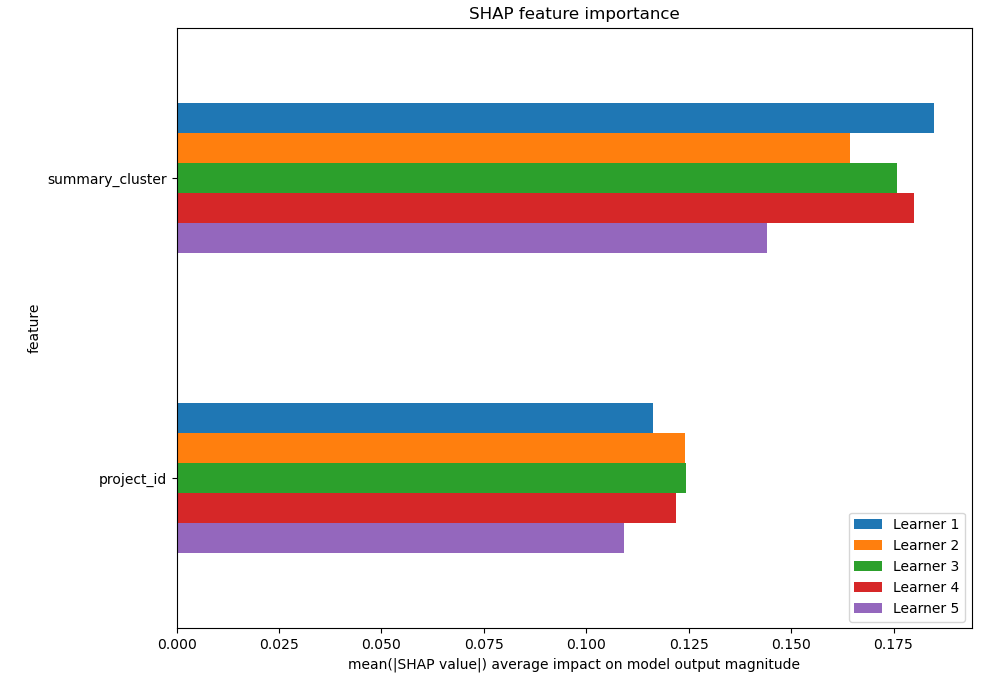 SHAP feature importance
summary_cluster
feature
project_id
Learner 1
Learner 2
Learner 3
Learner 4
Learner 5
0.000 0.025 0.050 0.075 0.100 0.125 0.150 0.175
mean(|SHAP value|) average impact on model output magnitude